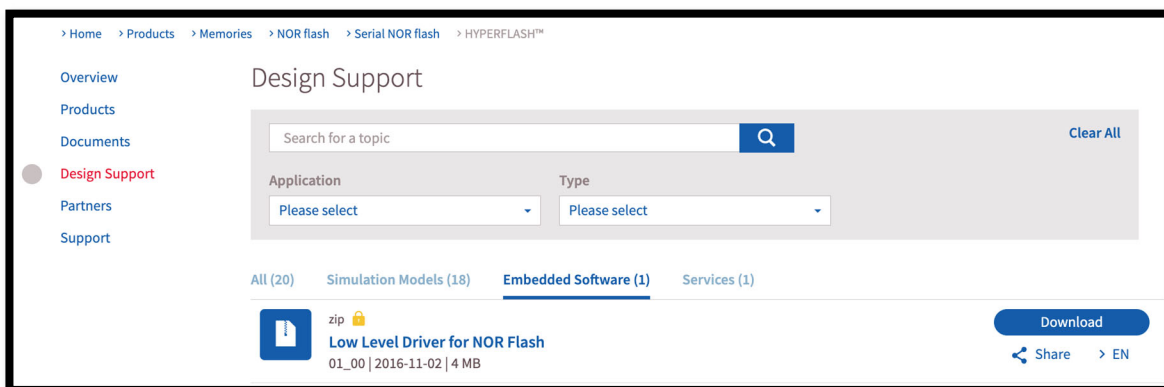 > Home > Products > Memories > NOR flash > Serial NOR flash > HYPERFLASH™
Overview
Products
Documents
Design Support
Partners
Support
Design Support
Search for a topic
Clear All
Application Type
Please select Please select
All (20) Simulation Models (18) Embedded Software (1) Services (1)
zip
Low Level Driver for NOR Flash
01_00 | 2016-11-02 | 4 MB
Download
Share > EN